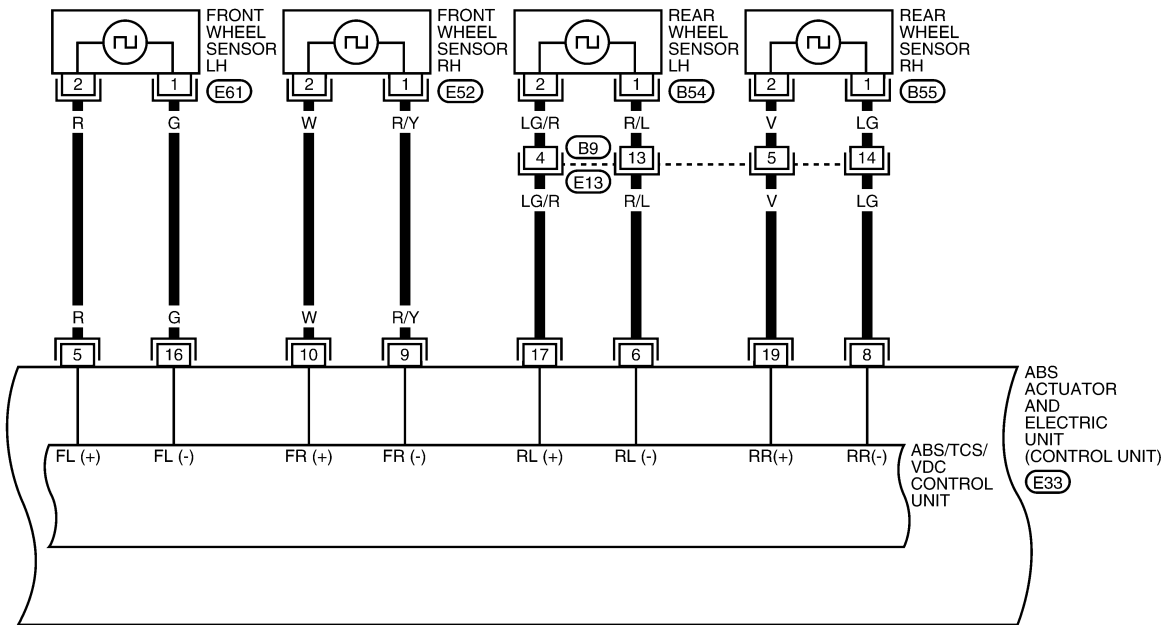 FRONT
WHEEL
SENSOR
LH
E61
FRONT
WHEEL
SENSOR
RH
E52
REAR
WHEEL
SENSOR
LH
B54
REAR
WHEEL
SENSOR
RH
B55
2 1 2 1 2 1 2 1
R G W R/Y LG/R R/L V LG
4 B9 13 5 14
E13
LG/R R/L V LG
R G W R/Y
5 16 10 9 17 6 19 8
ABS
ACTUATOR
AND
ELECTRIC
UNIT
(CONTROL UNIT)
E33
FL (+) FL (-) FR (+) FR (-) RL (+) RL (-) RR(+) RR(-)
ABS/TCS/
VDC
CONTROL
UNIT